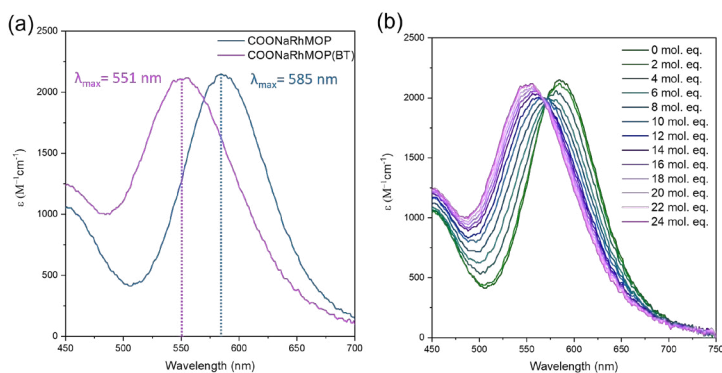 (a)
COONaRhMOP
COONaRhMOP(BT)
λmax= 551 nm
λmax= 585 nm
ε (M⁻¹cm⁻¹)
2500
2000
1500
1000
500
0
450
500
550
600
650
700
Wavelength (nm)
(b)
0 mol. eq.
2 mol. eq.
4 mol. eq.
6 mol. eq.
8 mol. eq.
10 mol. eq.
12 mol. eq.
14 mol. eq.
16 mol. eq.
18 mol. eq.
20 mol. eq.
22 mol. eq.
24 mol. eq.
ε (M⁻¹cm⁻¹)
2500
2000
1500
1000
500
0
450
500
550
600
650
700
750
Wavelength (nm)